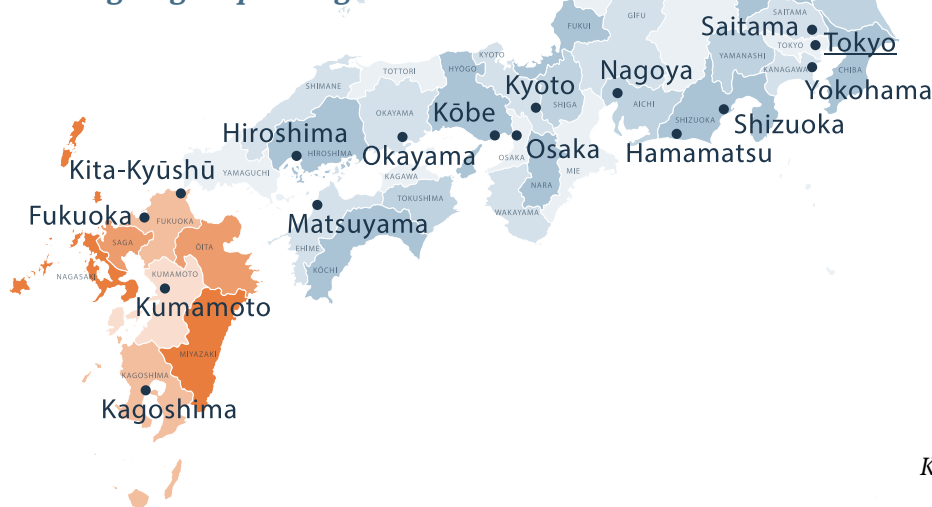 Saitama
Tokyo
Yokohama
Nagoya
Kyoto
Kōbe
Shizuoka
Hiroshima
Okayama
Osaka
Hamamatsu
Kita-Kyūshū
Fukuoka
Matsuyama
Kumamoto
Kagoshima
FUKUI
GIFU
SAITAMA
TOKYO
YAMANASHI
KANAGAWA
CHIBA
KYOTO
HYŌGO
TOTTORI
SHIMANE
OKAYAMA
SHIGA
AICHI
SHIZUOKA
HIROSHIMA
OSAKA
MIE
NARA
YAMAGUCHI
KAGAWA
TOKUSHIMA
WAKAYAMA
EHIME
KŌCHI
FUKUOKA
SAGA
ŌITA
NAGASAKI
KUMAMOTO
MIYAZAKI
KAGOSHIMA
K